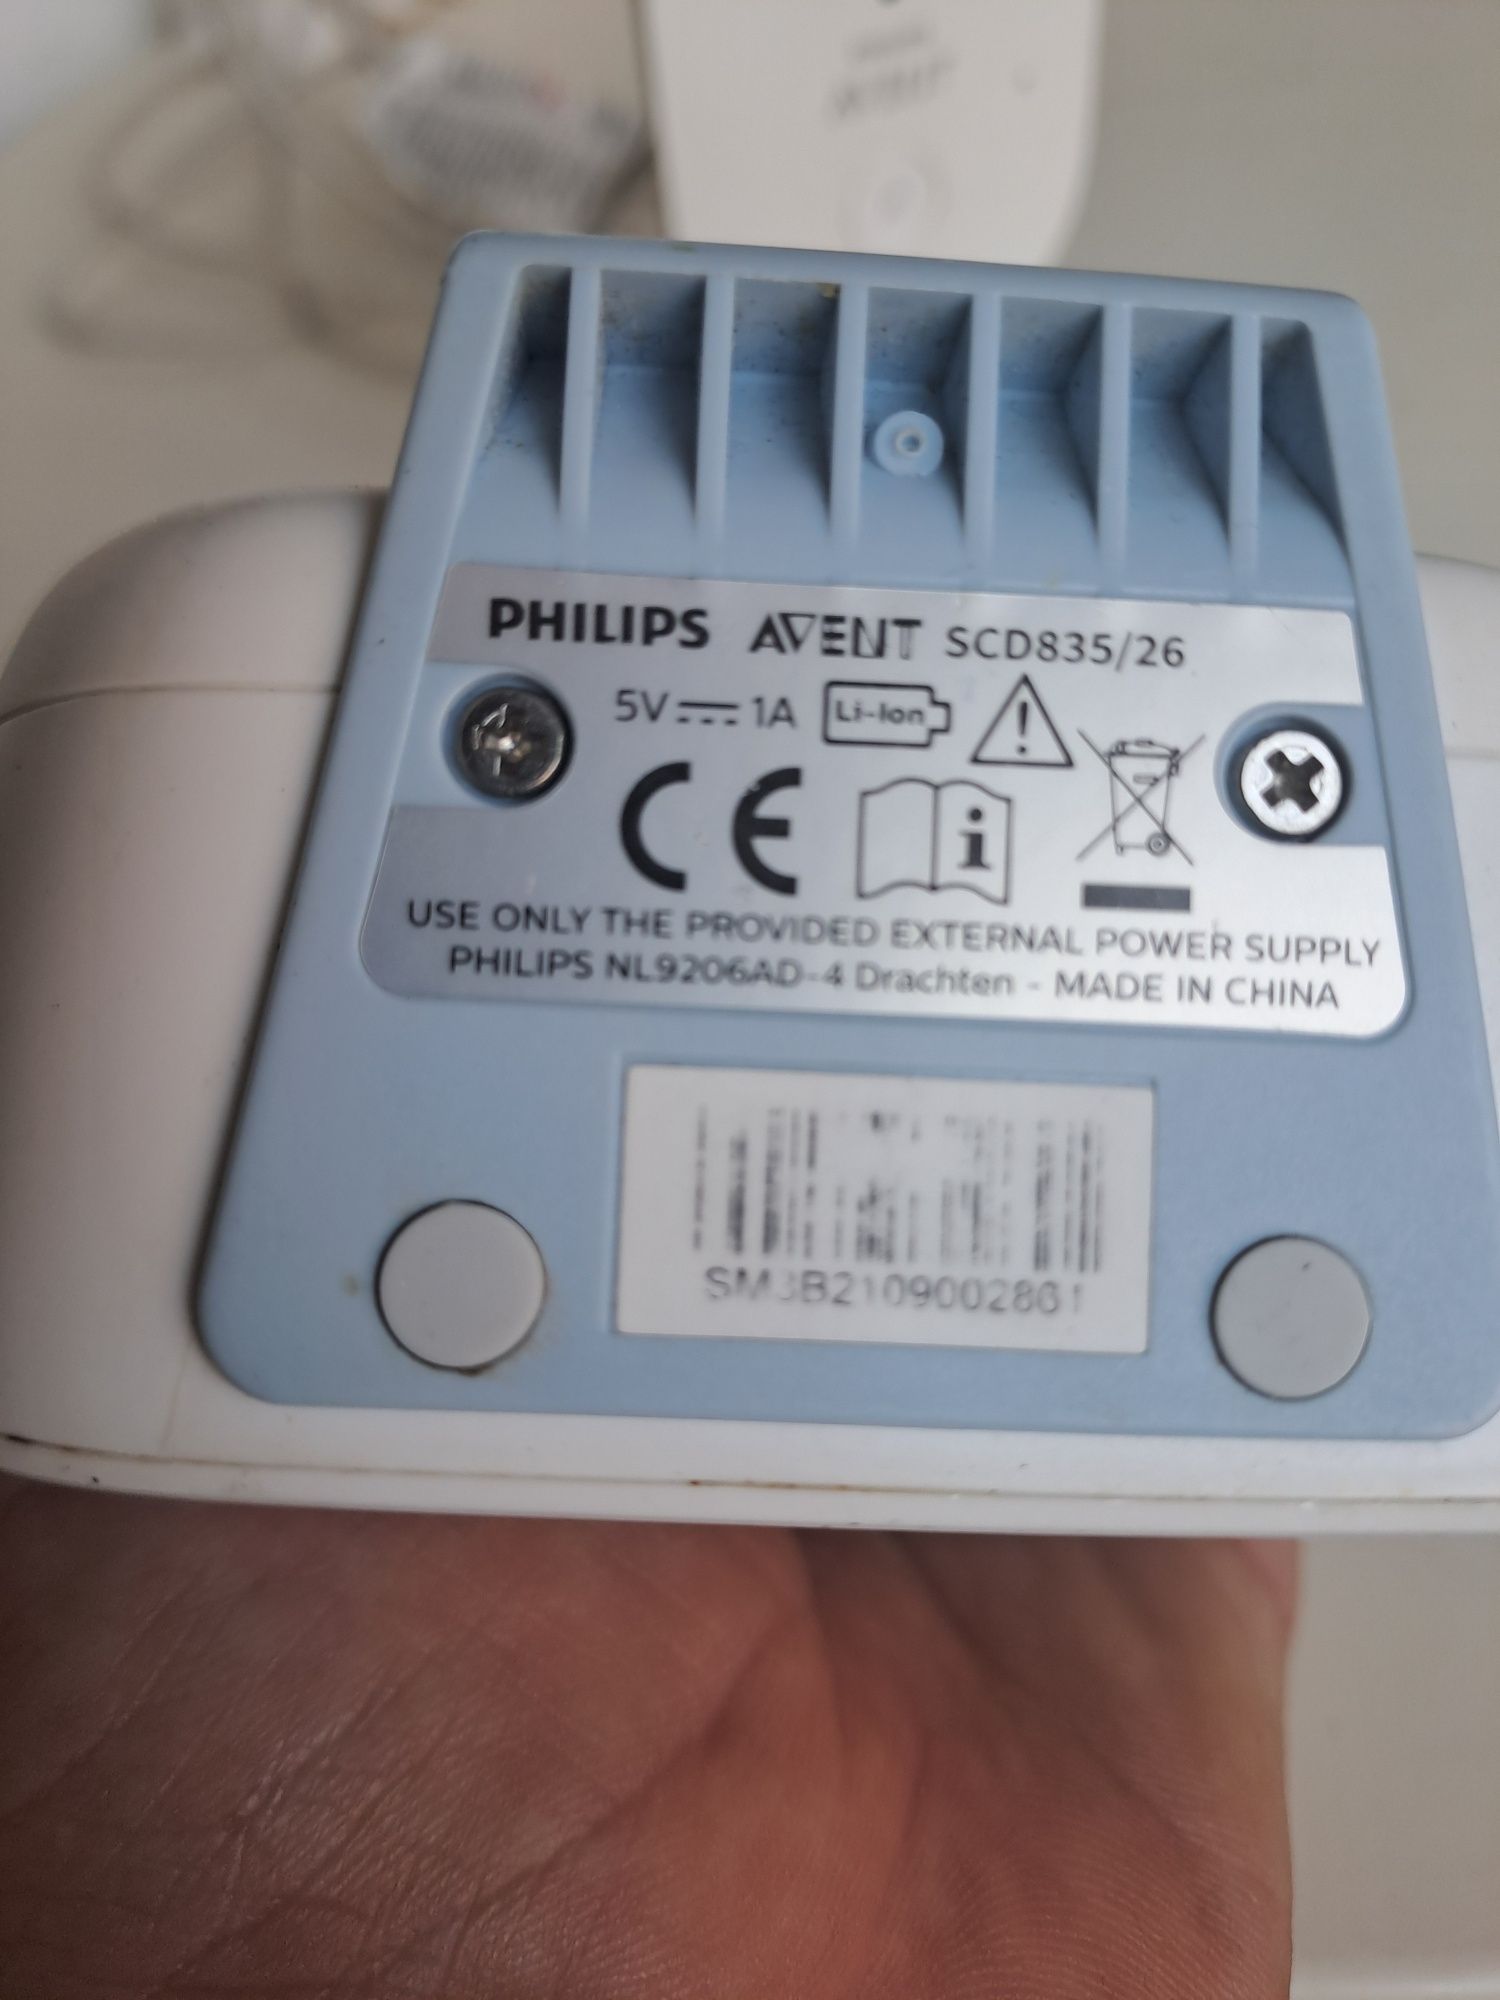 PHILIPS AVENT SCD835/26
5V 1A Li-Ion
CE
USE ONLY THE PROVIDED EXTERNAL POWER SUPPLY
PHILIPS NL9206AD-4 Drachten - MADE IN CHINA